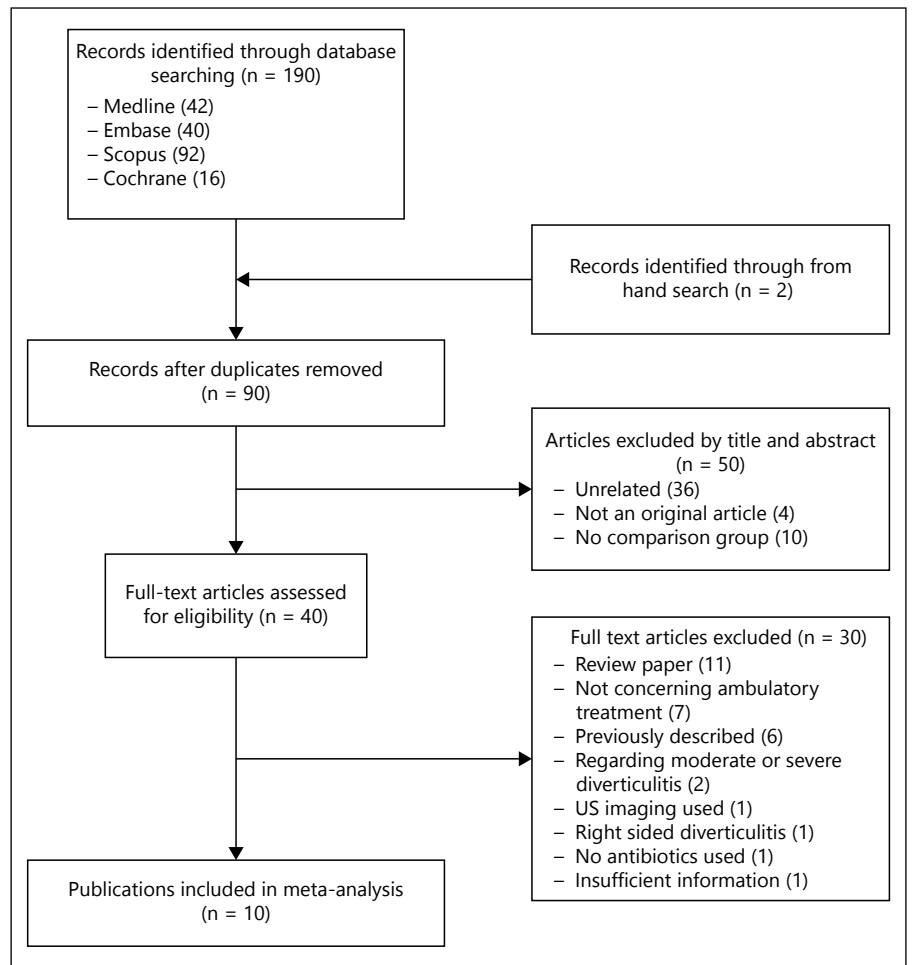 Records identified through database
searching (n = 190)
– Medline (42)
– Embase (40)
– Scopus (92)
– Cochrane (16)
Records identified through from
hand search (n = 2)
Records after duplicates removed
(n = 90)
Articles excluded by title and abstract
(n = 50)
– Unrelated (36)
– Not an original article (4)
– No comparison group (10)
Full-text articles assessed
for eligibility (n = 40)
Full text articles excluded (n = 30)
– Review paper (11)
– Not concerning ambulatory
treatment (7)
– Previously described (6)
– Regarding moderate or severe
diverticulitis (2)
– US imaging used (1)
– Right sided diverticulitis (1)
– No antibiotics used (1)
– Insufficient information (1)
Publications included in meta-analysis
(n = 10)